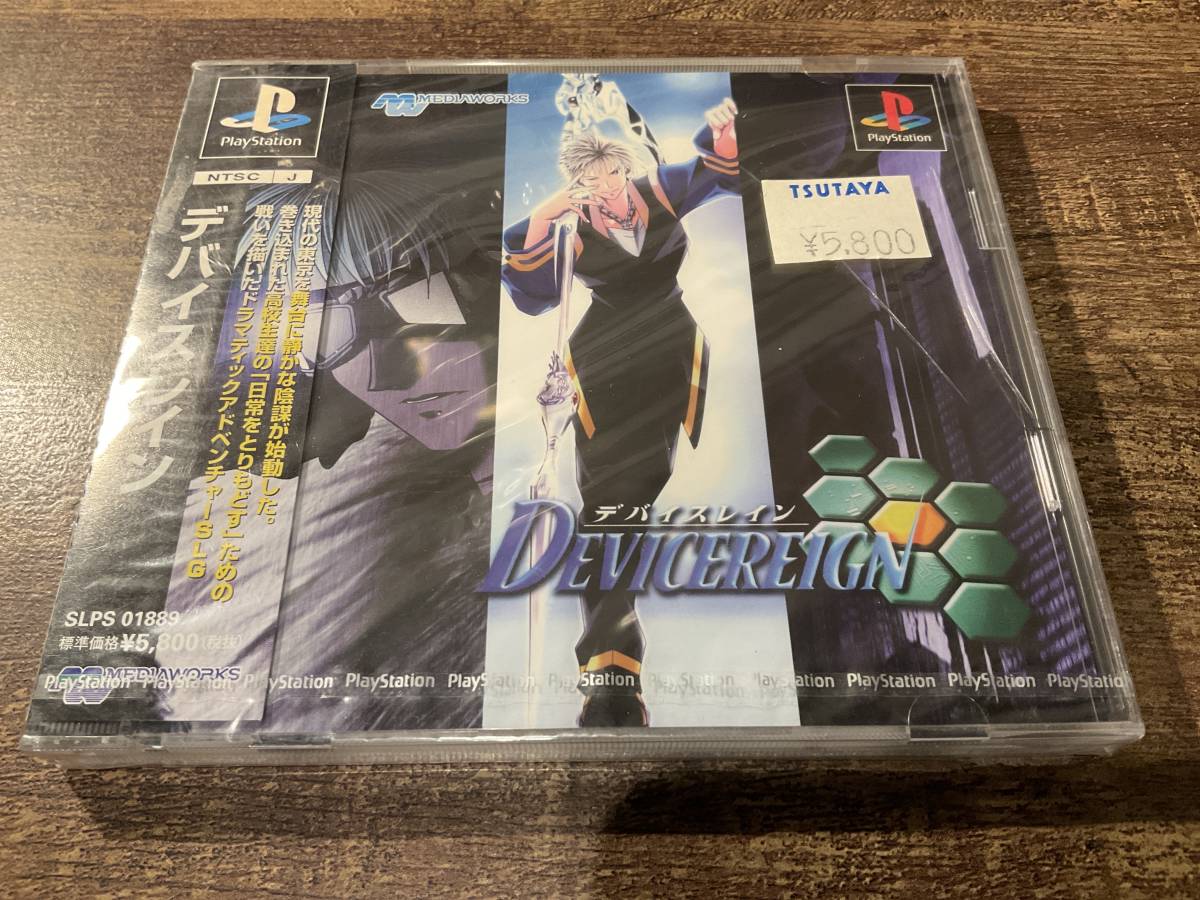 PlayStation
NTSC J
デバイスレイン
現代の東京を舞台に静かな陰謀が始動した。
巻き込まれた高校生達の「日常をとりもどす」ための
戦いを描いたドラマティックアドベンチャーSLG
SLPS 01889
標準価格¥5,800(税抜)
MEDIAWORKS
MEDIAWORKS
PlayStation
TSUTAYA
¥5,800
デバイスレイン
DEVICEREIGN
PlayStation PlayStation PlayStation PlayStation PlayStation PlayStation PlayStation PlayStation PlayStation PlayStation PlayStation